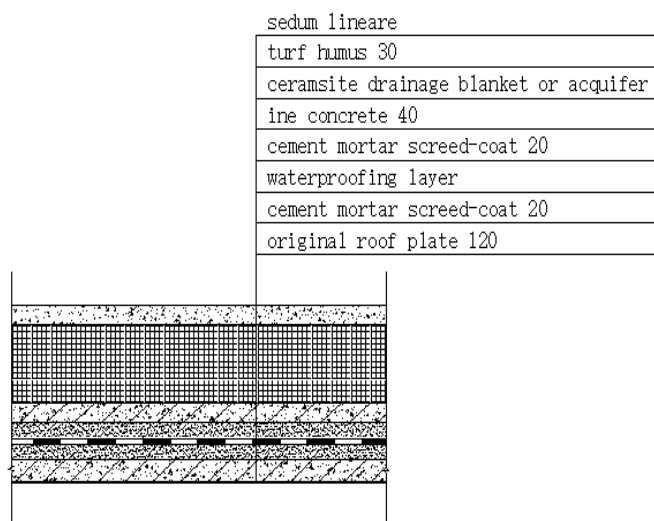 sedum lineare
turf humus 30
ceramsite drainage blanket or acquifer
ine concrete 40
cement mortar screed-coat 20
waterproofing layer
cement mortar screed-coat 20
original roof plate 120